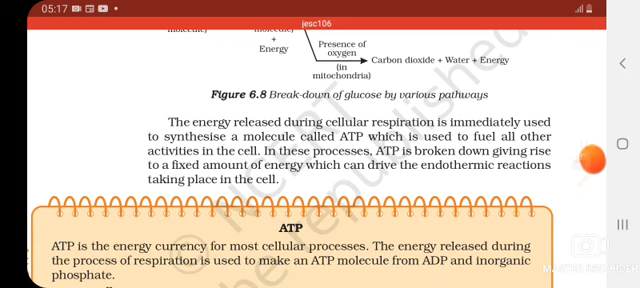 05:17
jesc106
molecule)
molecule)
+
Energy
Presence of
oxygen
(in
mitochondria)
Carbon dioxide + Water + Energy
Figure 6.8 Break-down of glucose by various pathways
The energy released during cellular respiration is immediately used
to synthesise a molecule called ATP which is used to fuel all other
activities in the cell. In these processes, ATP is broken down giving rise
to a fixed amount of energy which can drive the endothermic reactions
taking place in the cell.
ATP
ATP is the energy currency for most cellular processes. The energy released during
the process of respiration is used to make an ATP molecule from ADP and inorganic
phosphate.
© NCERT
be republished